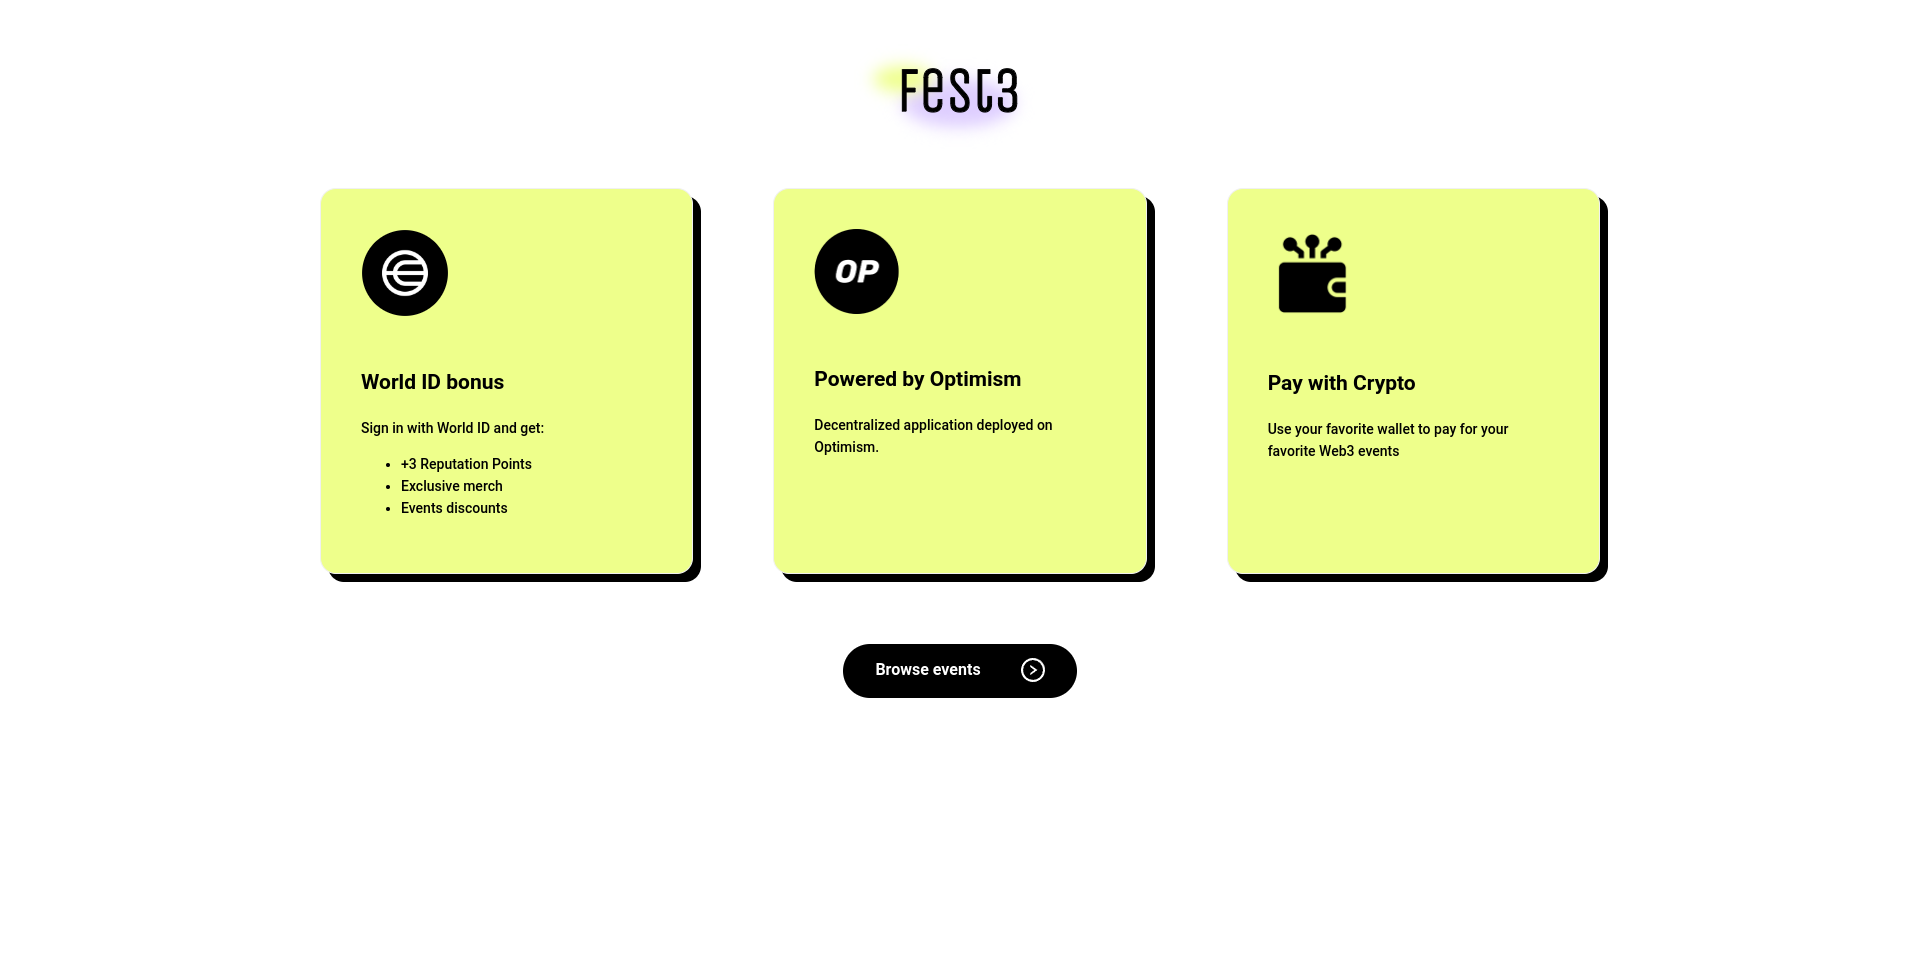 Fest3
World ID bonus
Sign in with World ID and get:
+3 Reputation Points
Exclusive merch
Events discounts
OP
Powered by Optimism
Decentralized application deployed on
Optimism.
Pay with Crypto
Use your favorite wallet to pay for your
favorite Web3 events
Browse events